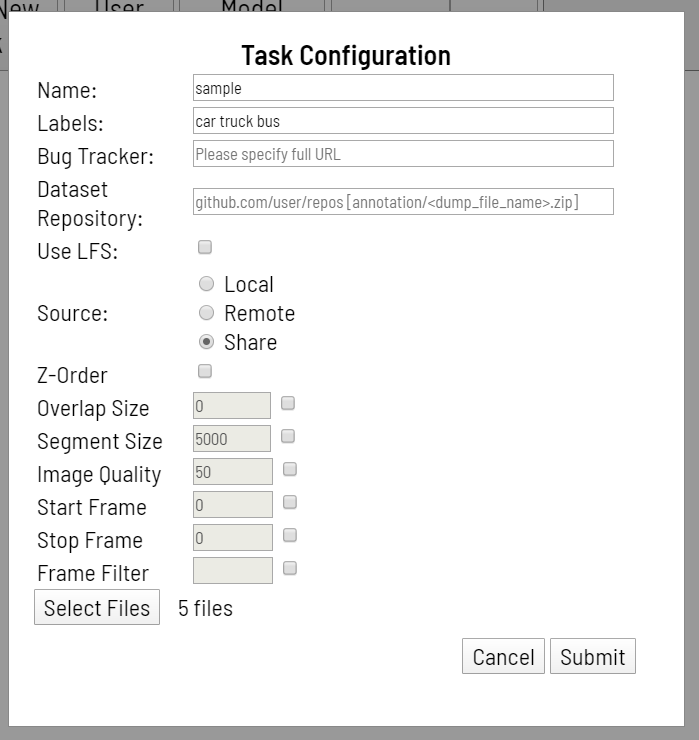 New User Model
Task Configuration
Name: sample
Labels: car truck bus
Bug Tracker: Please specify full URL
Dataset
Repository: github.com/user/repos [annotation/<dump_file_name>.zip]
Use LFS:
Local
Source: Remote
Share
Z-Order
Overlap Size 0
Segment Size 5000
Image Quality 50
Start Frame 0
Stop Frame 0
Frame Filter
Select Files 5 files
Cancel Submit